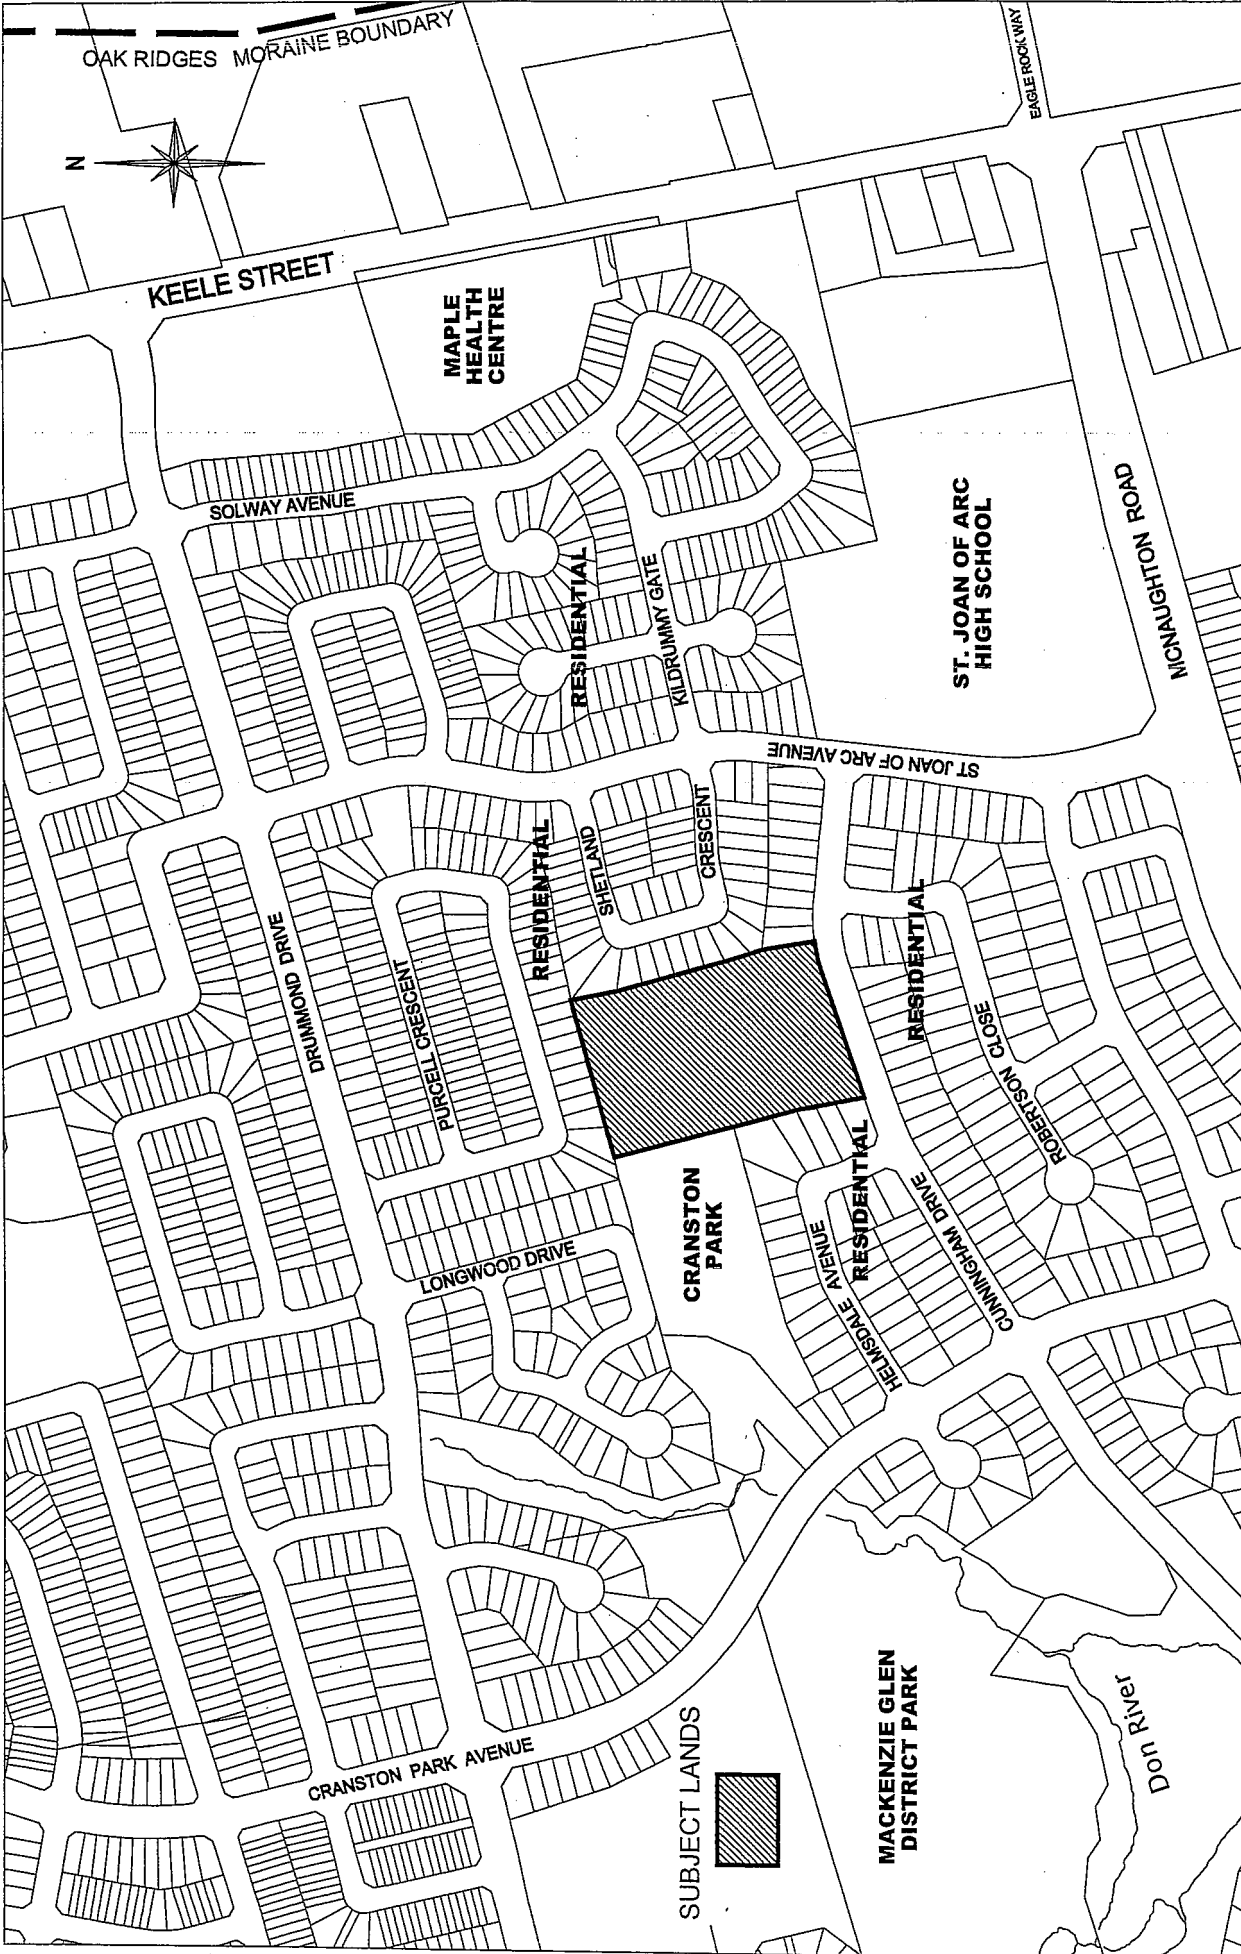 OAK RIDGES MORAINE BOUNDARY
N
EAGLE ROCK WAY
KEELE STREET
MAPLE
HEALTH
CENTRE
SOLWAY AVENUE
RESIDENTIAL
KILDRUMMY GATE
ST. JOAN OF ARC
HIGH SCHOOL
MCNAUGHTON ROAD
ST JOAN OF ARC AVENUE
SHETLAND
CRESCENT
RESIDENTIAL
DRUMMOND DRIVE
PURCELL CRESCENT
RESIDENTIAL
ROBERTSON CLOSE
CRANSTON
PARK
RESIDENTIAL
LONGWOOD DRIVE
HELMSDALE AVENUE
CUNNINGHAM DRIVE
CRANSTON PARK AVENUE
SUBJECT LANDS
MACKENZIE GLEN
DISTRICT PARK
Don River